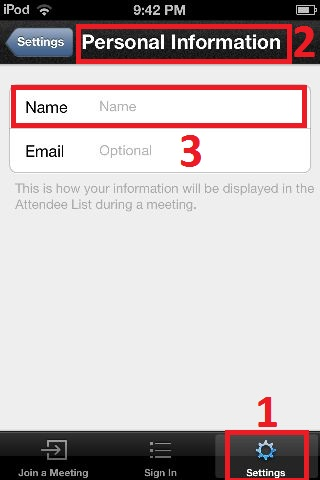 iPod 9:42 PM
Settings Personal Information 2
Name Name
Email Optional 3
This is how your information will be displayed in the
Attendee List during a meeting.
1
Join a Meeting Sign In Settings